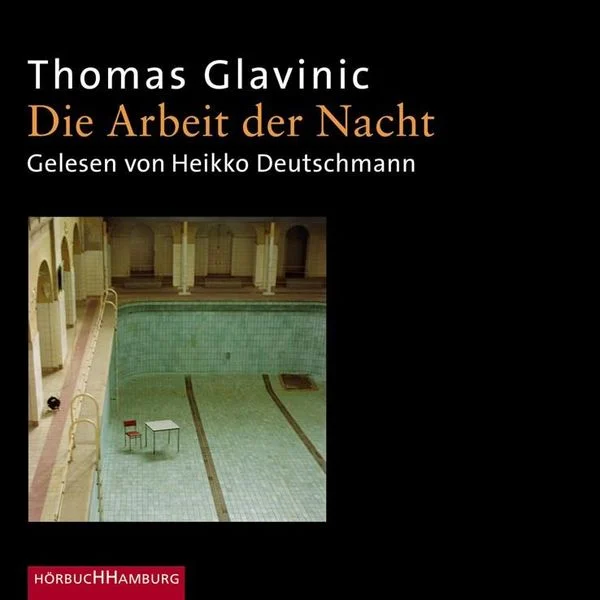 Thomas Glavinic
Die Arbeit der Nacht
Gelesen von Heikko Deutschmann
HÖRBUCHHAMBURG